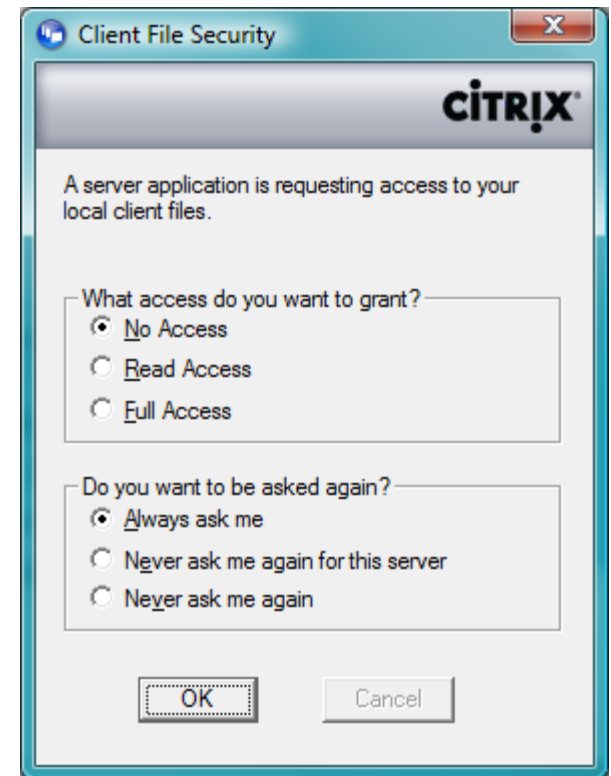 Client File Security
CİTRỊX
A server application is requesting access to your
local client files.
What access do you want to grant?
No Access
Read Access
Full Access
Do you want to be asked again?
Always ask me
Never ask me again for this server
Never ask me again
OK
Cancel